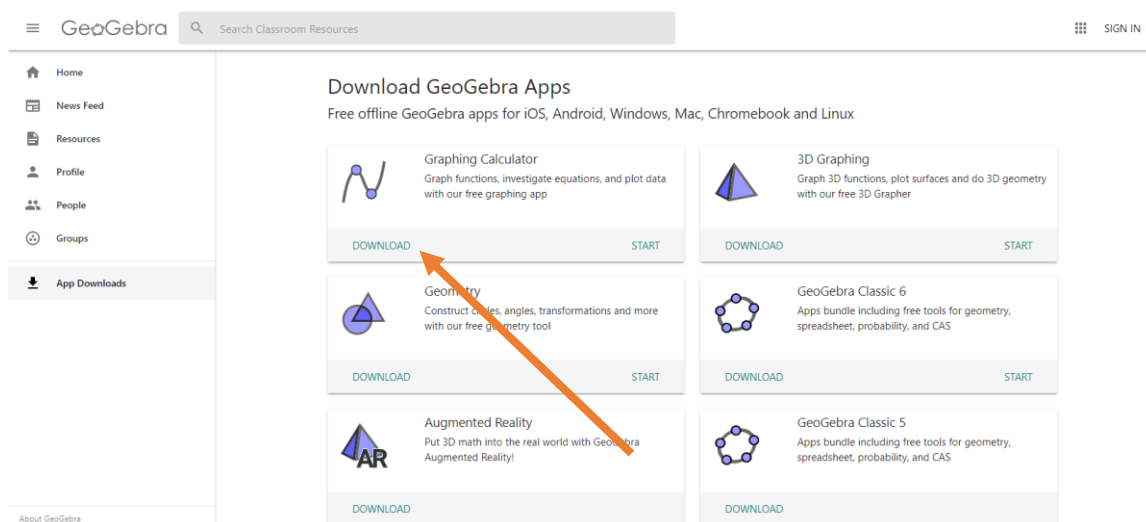 GeoGebra
Search Classroom Resources
SIGN IN
Home
News Feed
Resources
Profile
People
Groups
App Downloads
About GeoGebra
Download GeoGebra Apps
Free offline GeoGebra apps for iOS, Android, Windows, Mac, Chromebook and Linux
Graphing Calculator
Graph functions, investigate equations, and plot data
with our free graphing app
DOWNLOAD START
3D Graphing
Graph 3D functions, plot surfaces and do 3D geometry
with our free 3D Grapher
DOWNLOAD START
Geometry
Construct circles, angles, transformations and more
with our free geometry tool
DOWNLOAD START
GeoGebra Classic 6
Apps bundle including free tools for geometry,
spreadsheet, probability, and CAS
DOWNLOAD START
AR
Augmented Reality
Put 3D math into the real world with GeoGebra
Augmented Reality!
DOWNLOAD
GeoGebra Classic 5
Apps bundle including free tools for geometry,
spreadsheet, probability, and CAS
DOWNLOAD